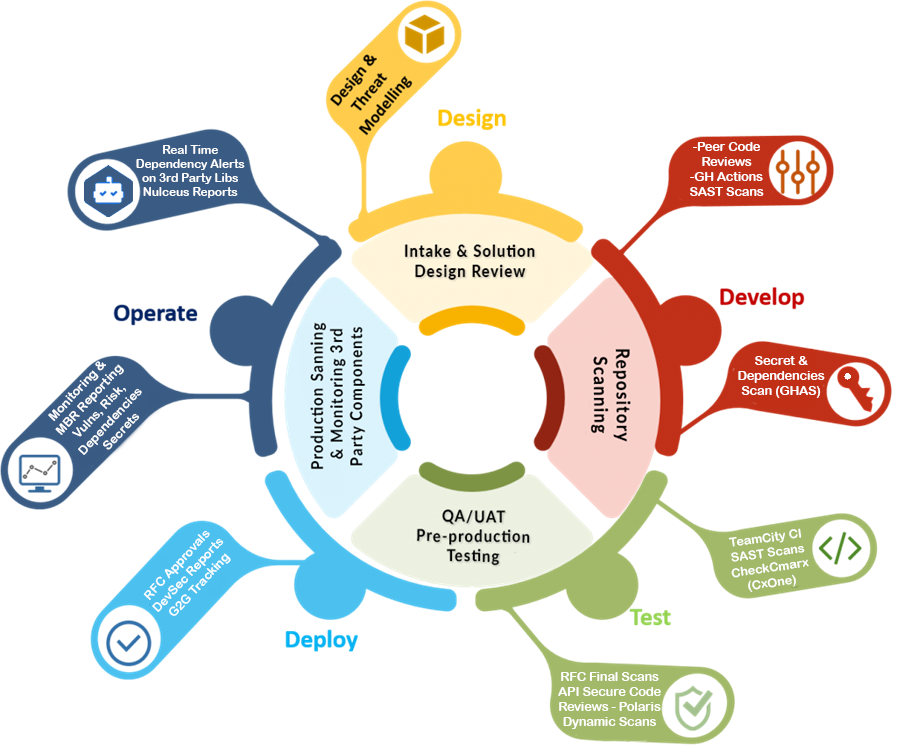 Design &
Threat
Modelling
Design
Real Time
Dependency Alerts
on 3rd Party Libs
Nulceus Reports
-Peer Code
Reviews
-GH Actions
SAST Scans
Intake & Solution
Design Review
Operate
Develop
Production Sanning
& Monitoring 3rd
Party Components
Repository
Scanning
Monitoring &
MBR Reporting
Vulns, Risk,
Dependencies
Secrets
Secret &
Dependencies
Scan (GHAS)
QA/UAT
Pre-production
Testing
TeamCity CI
SAST Scans
CheckCmarx
(CxOne)
RFC Approvals
DevSec Reports
G2G Tracking
Deploy
Test
RFC Final Scans
API Secure Code
Reviews - Polaris
Dynamic Scans